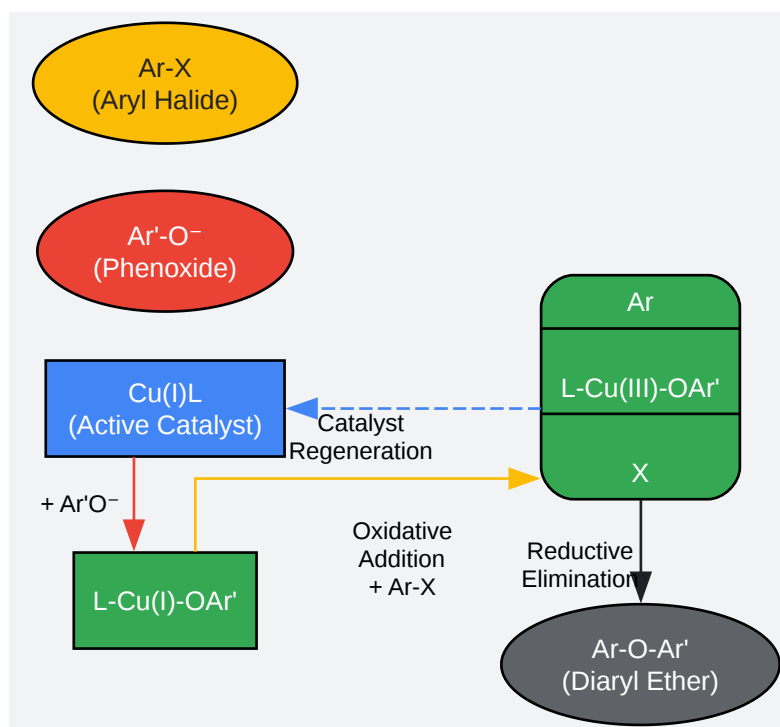 Ar-X
(Aryl Halide)
Ar'-O⁻
(Phenoxide)
Ar
L-Cu(III)-OAr'
X
Cu(I)L
(Active Catalyst)
Catalyst
Regeneration
+ Ar'O⁻
Oxidative
Addition
+ Ar-X
Reductive
Elimination
L-Cu(I)-OAr'
Ar-O-Ar'
(Diaryl Ether)